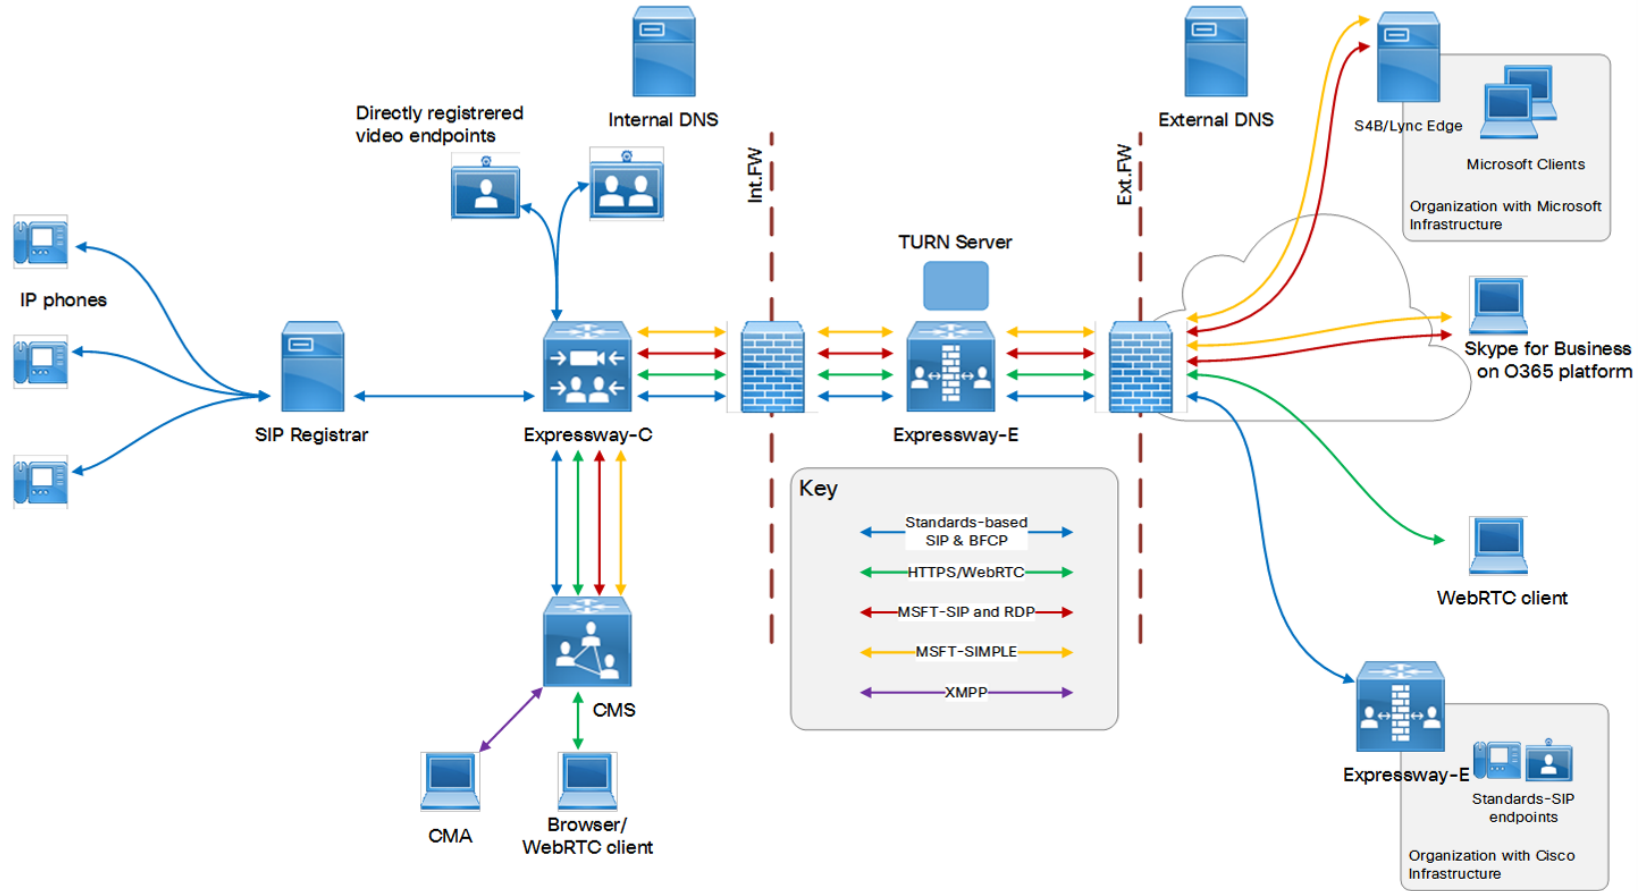 Directly registrered
video endpoints
Internal DNS
External DNS
S4B/Lync Edge
Microsoft Clients
Organization with Microsoft
Infrastructure
Int.FW
Ext.FW
TURN Server
IP phones
SIP Registrar
Expressway-C
Expressway-E
Skype for Business
on O365 platform
Key
Standards-based
SIP & BFCP
HTTPS/WebRTC
MSFT-SIP and RDP
MSFT-SIMPLE
XMPP
WebRTC client
CMS
CMA
Browser/
WebRTC client
Expressway-E
Standards-SIP
endpoints
Organization with Cisco
Infrastructure